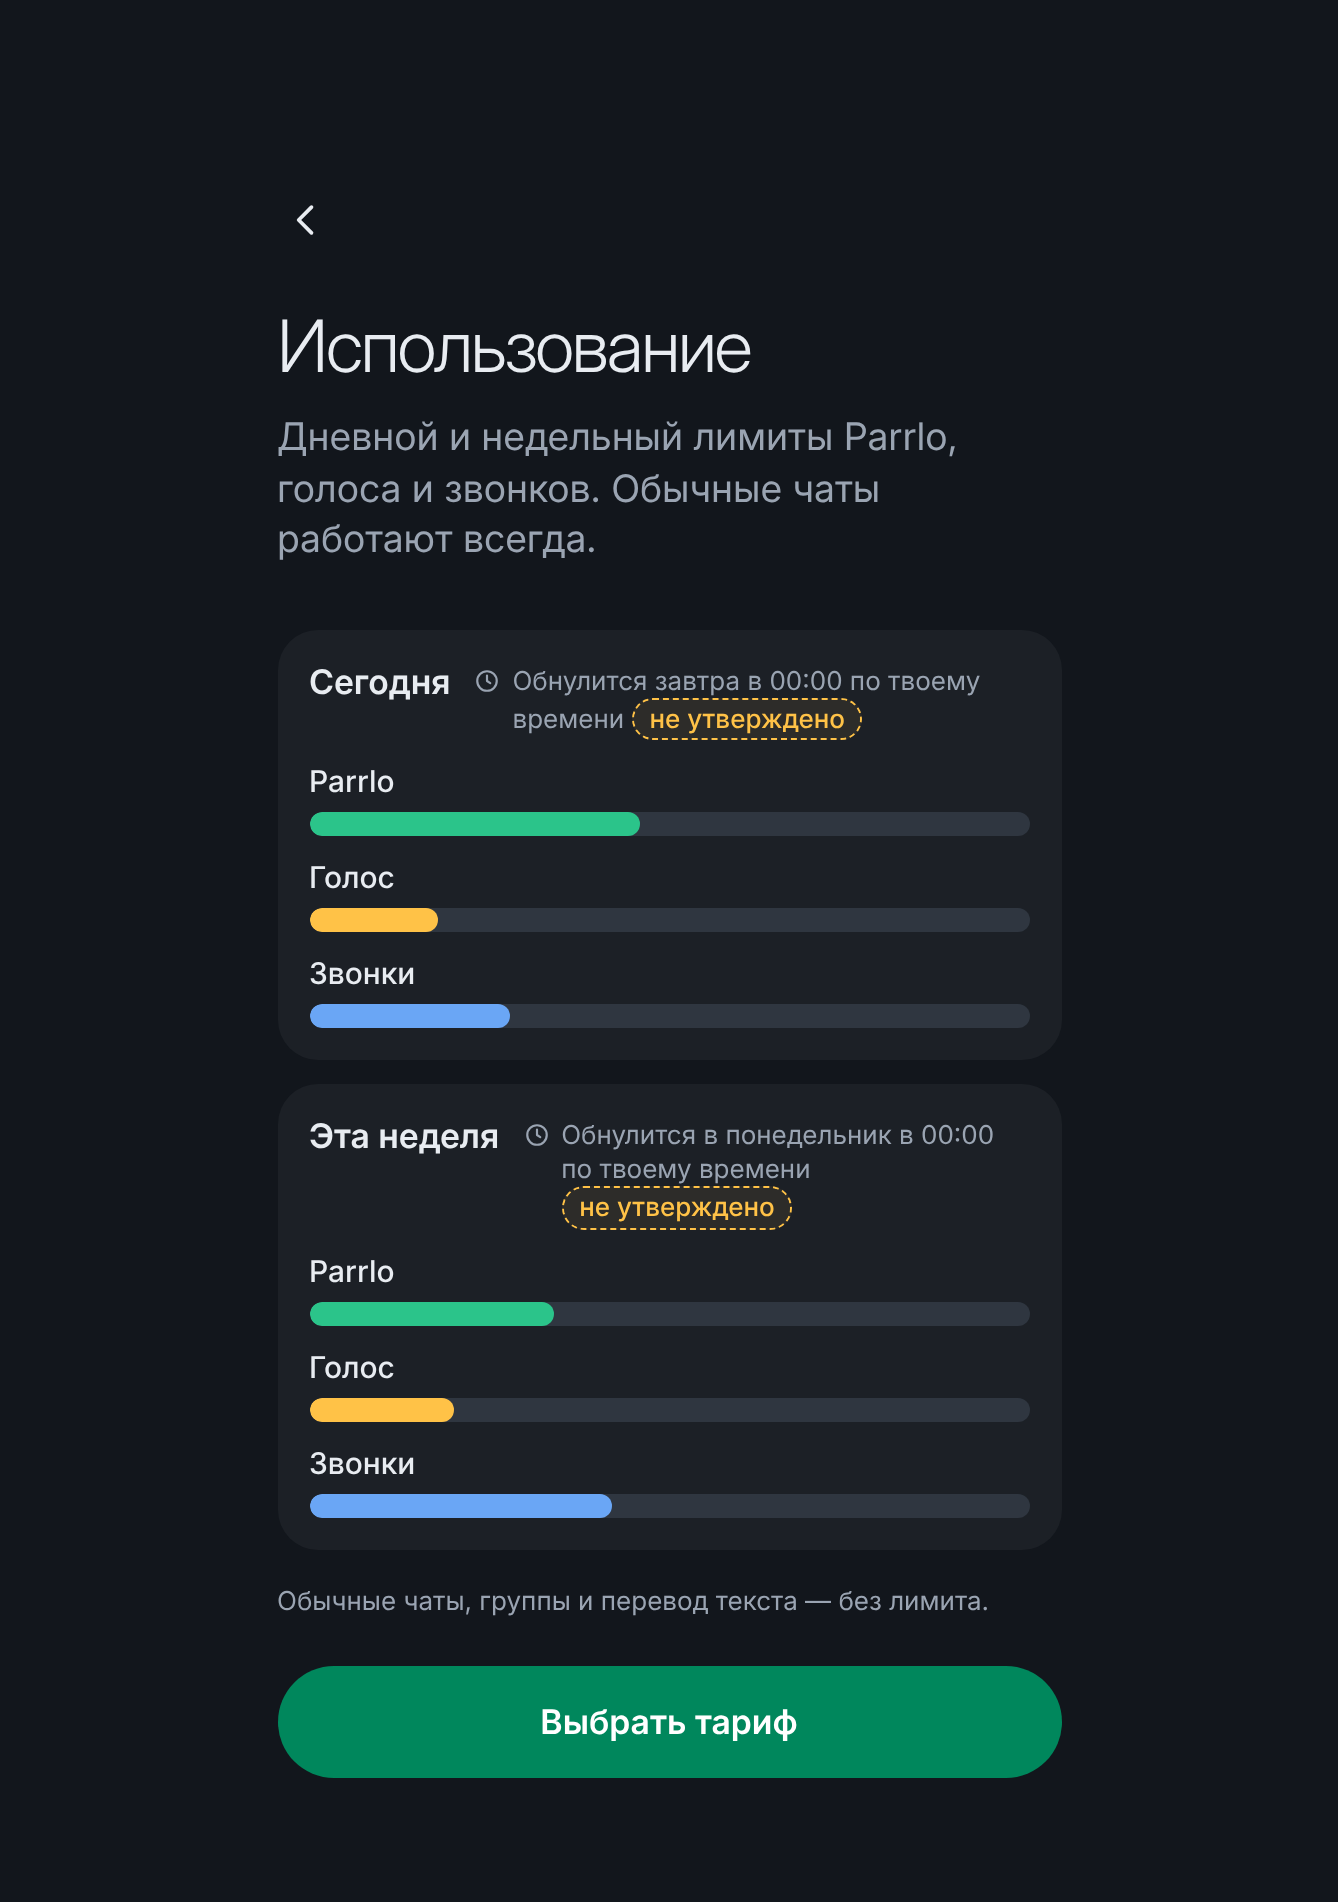 Использование
Дневной и недельный лимиты Parrlo,
голоса и звонков. Обычные чаты
работают всегда.
Сегодня Обнулится завтра в 00:00 по твоему
времени не утверждено
Parrlo
Голос
Звонки
Эта неделя Обнулится в понедельник в 00:00
по твоему времени
не утверждено
Parrlo
Голос
Звонки
Обычные чаты, группы и перевод текста — без лимита.
Выбрать тариф